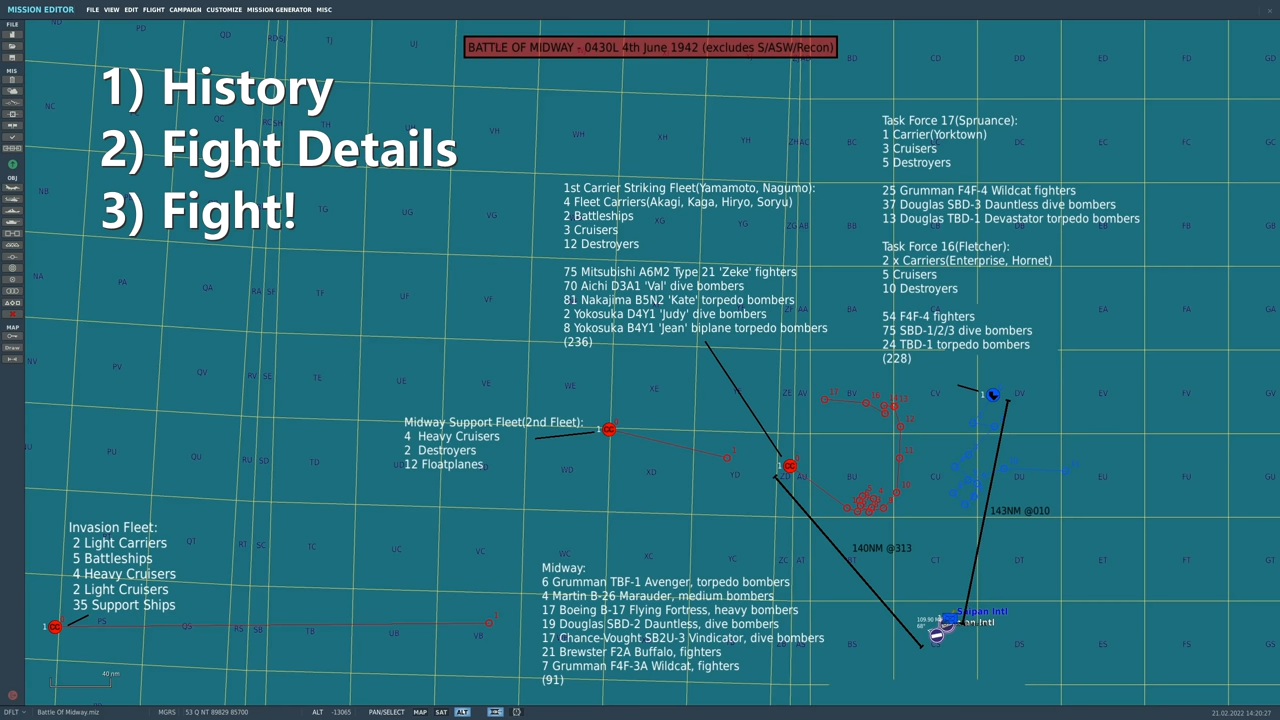 MISSION EDITOR
FILE VIEW EDIT FLIGHT CAMPAIGN CUSTOMIZE MISSION GENERATOR MISC
BATTLE OF MIDWAY - 0430L 4th June 1942 (excludes S/ASW/Recon)
1) History
2) Fight Details
3) Fight!
Task Force 17(Spruance):
1 Carrier(Yorktown)
3 Cruisers
5 Destroyers
25 Grumman F4F-4 Wildcat fighters
37 Douglas SBD-3 Dauntless dive bombers
13 Douglas TBD-1 Devastator torpedo bombers
Task Force 16(Fletcher):
2 x Carriers(Enterprise, Hornet)
5 Cruisers
10 Destroyers
54 F4F-4 fighters
75 SBD-1/2/3 dive bombers
24 TBD-1 torpedo bombers
(228)
1st Carrier Striking Fleet(Yamamoto, Nagumo):
4 Fleet Carriers(Akagi, Kaga, Hiryo, Soryu)
2 Battleships
3 Cruisers
12 Destroyers
75 Mitsubishi A6M2 Type 21 'Zeke' fighters
70 Aichi D3A1 'Val' dive bombers
81 Nakajima B5N2 'Kate' torpedo bombers
2 Yokosuka D4Y1 'Judy' dive bombers
8 Yokosuka B4Y1 'Jean' biplane torpedo bombers
(236)
Midway Support Fleet(2nd Fleet):
4 Heavy Cruisers
2 Destroyers
12 Floatplanes
143NM @010
140NM @313
Invasion Fleet:
2 Light Carriers
5 Battleships
4 Heavy Cruisers
2 Light Cruisers
35 Support Ships
Midway:
6 Grumman TBF-1 Avenger, torpedo bombers
4 Martin B-26 Marauder, medium bombers
17 Boeing B-17 Flying Fortress, heavy bombers
19 Douglas SBD-2 Dauntless, dive bombers
17 Chance-Vought SB2U-3 Vindicator, dive bombers
21 Brewster F2A Buffalo, fighters
7 Grumman F4F-3A Wildcat, fighters
(91)
Saipan Intl
40 nm
FILE
MIS
OBJ
MAP
Draw
DFLT Battle Of Midway.miz MGRS 53 Q NT 89829 85700 ALT -13065 PAN/SELECT MAP SAT ALT 21.02.2022 14:20:27